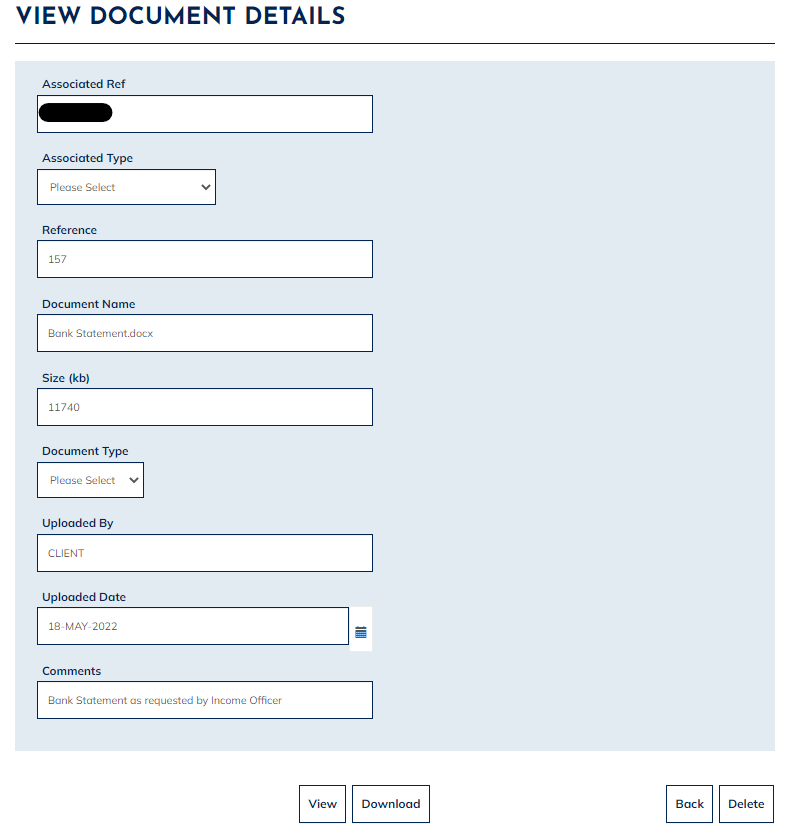 VIEW DOCUMENT DETAILS
Associated Ref
Associated Type
Please Select
Reference
157
Document Name
Bank Statement.docx
Size (kb)
11740
Document Type
Please Select
Uploaded By
CLIENT
Uploaded Date
18-MAY-2022
Comments
Bank Statement as requested by Income Officer
View Download Back Delete